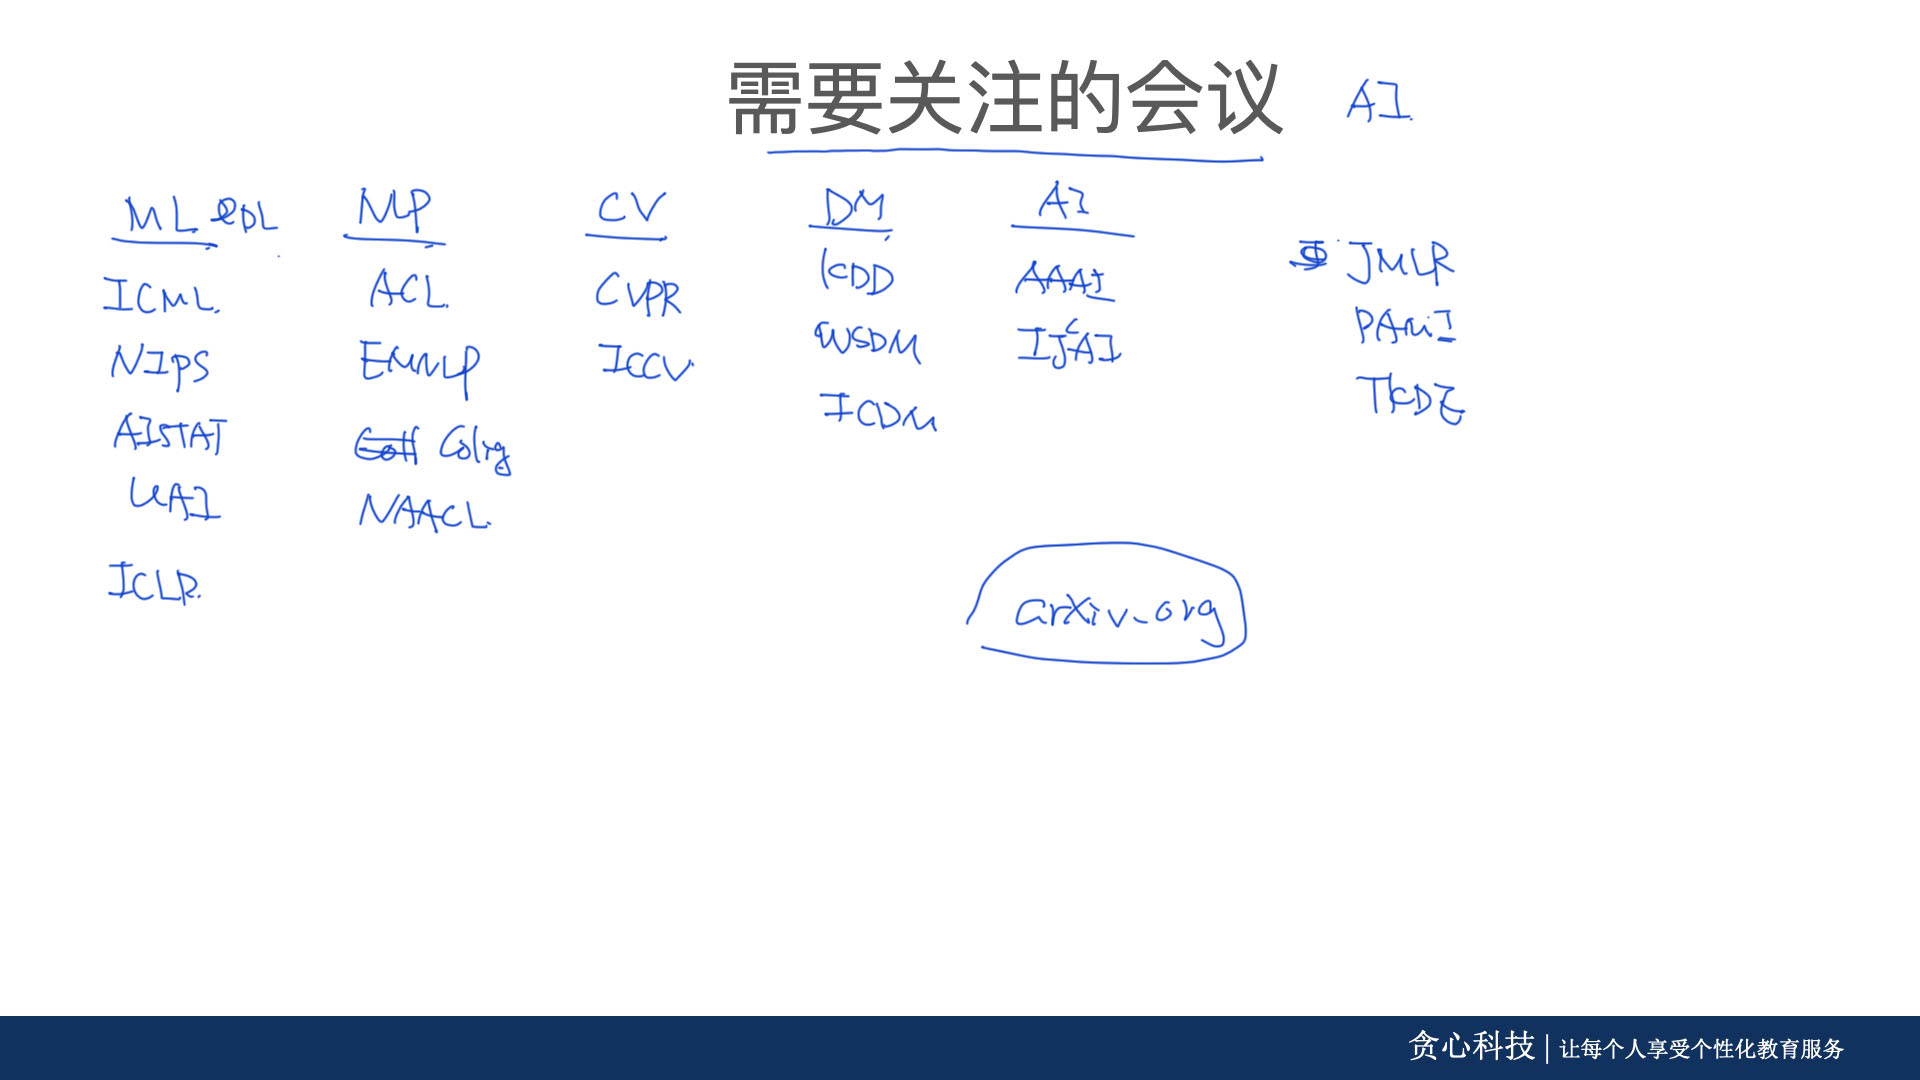 需要关注的会议 AI.
ML & DL
ICML.
NIPS
AISTAT
UAI
ICLR.
NLP
ACL.
EMNLP
Coling
NAACL.
CV
CVPR
ICCV
DM
KDD
WSDM
ICDM
AI
AAAI
IJCAI
JMLR
PAMI
TKDE
arxiv.org
贪心科技 | 让每个人享受个性化教育服务